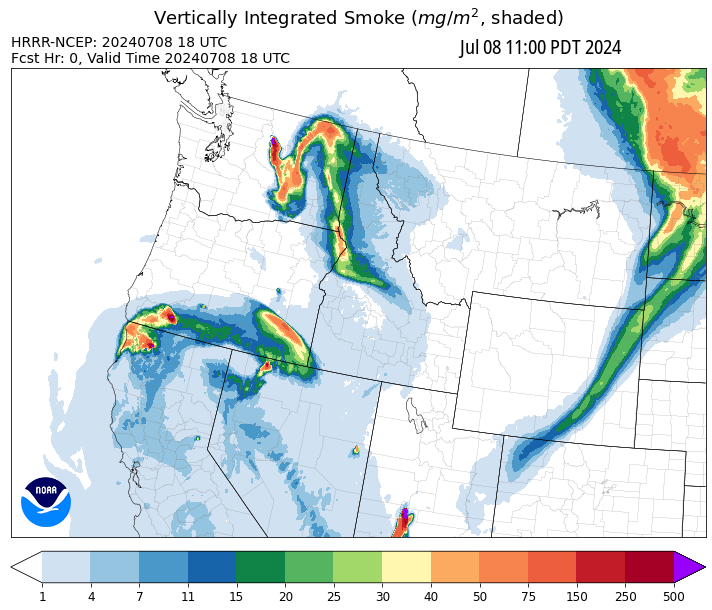 Vertically Integrated Smoke (mg/m², shaded)
HRRR-NCEP: 20240708 18 UTC
Jul 08 11:00 PDT 2024
Fcst Hr: 0, Valid Time 20240708 18 UTC
NOAA
1 4 7 11 15 20 25 30 40 50 75 150 250 500